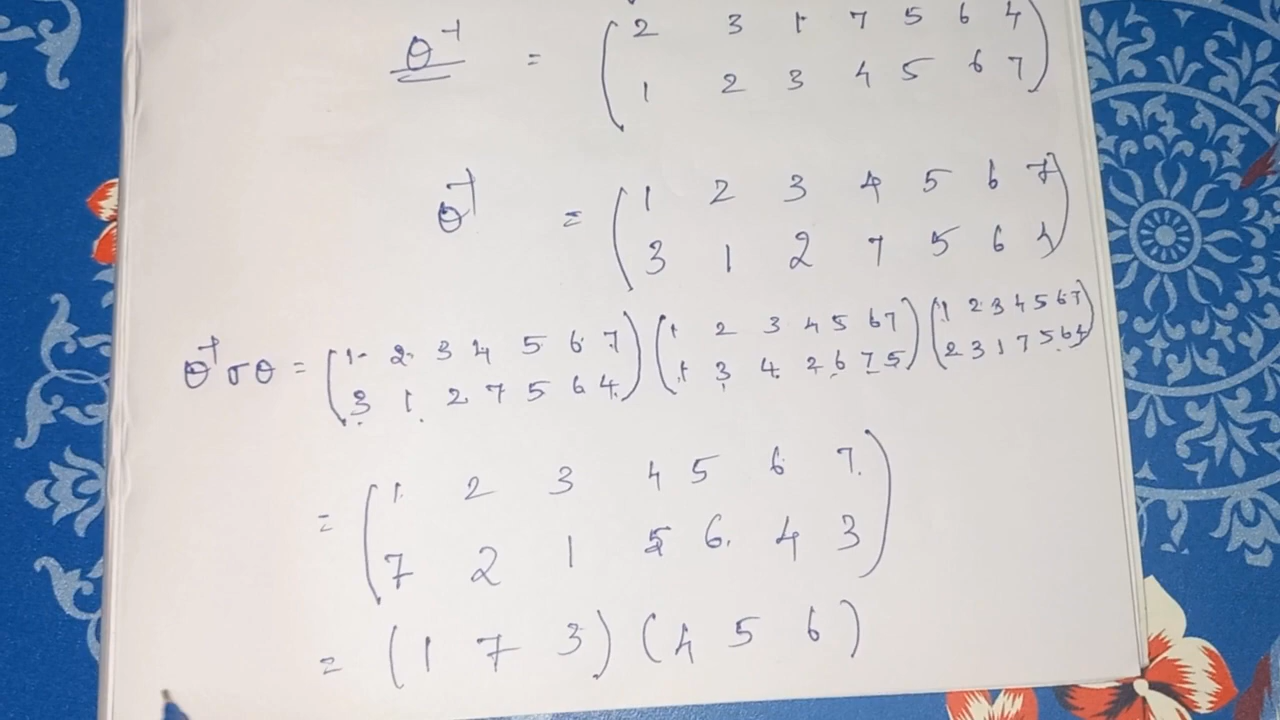 θ⁻¹ = ( 2 3 1 7 5 6 4
1 2 3 4 5 6 7 )
θ⁻¹ = ( 1 2 3 4 5 6 7
3 1 2 7 5 6 4 )
θ⁻¹ σ θ = ( 1 2 3 4 5 6 7 ) ( 1 2 3 4 5 6 7 ) ( 1 2 3 4 5 6 7 )
( 3 1 2 7 5 6 4 ) ( 1 3 4 2 6 7 5 ) ( 2 3 1 7 5 6 4 )
= ( 1 2 3 4 5 6 7
7 2 1 5 6 4 3 )
= ( 1 7 3 ) ( 4 5 6 )